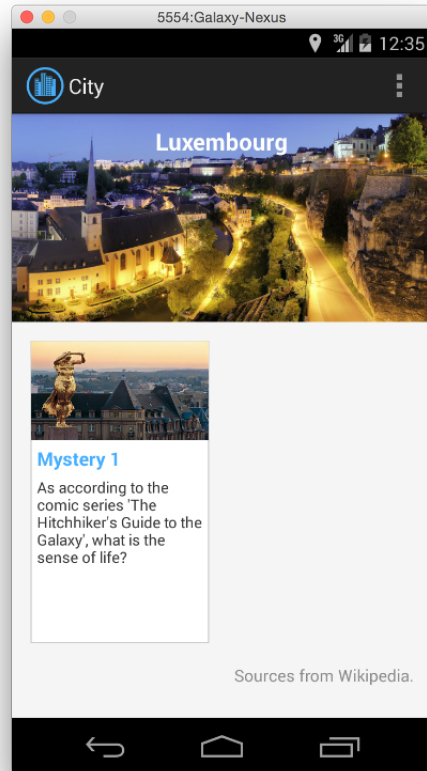 5554:Galaxy-Nexus
3G 12:35
City
Luxembourg
Mystery 1
As according to the
comic series 'The
Hitchhiker's Guide to the
Galaxy', what is the
sense of life?
Sources from Wikipedia.